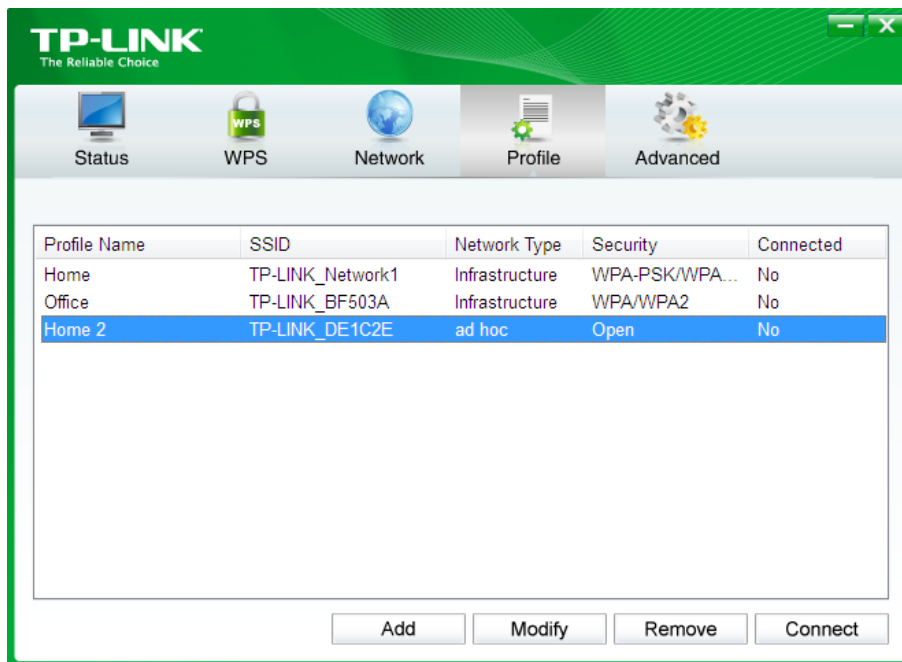 TP-LINK
The Reliable Choice
WPS
Status WPS Network Profile Advanced
Profile Name SSID Network Type Security Connected
Home TP-LINK_Network1 Infrastructure WPA-PSK/WPA... No
Office TP-LINK_BF503A Infrastructure WPA/WPA2 No
Home 2 TP-LINK_DE1C2E ad hoc Open No
Add Modify Remove Connect